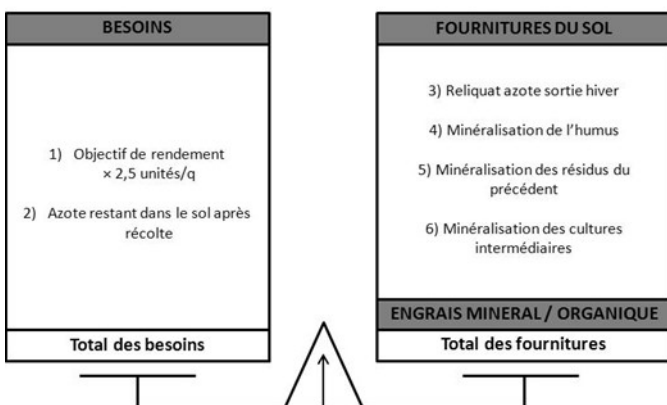 BESOINS
1) Objectif de rendement
× 2,5 unités/q
2) Azote restant dans le sol après
récolte
Total des besoins
FOURNITURES DU SOL
3) Reliquat azote sortie hiver
4) Minéralisation de l'humus
5) Minéralisation des résidus du
précédent
6) Minéralisation des cultures
intermédiaires
ENGRAIS MINERAL / ORGANIQUE
Total des fournitures